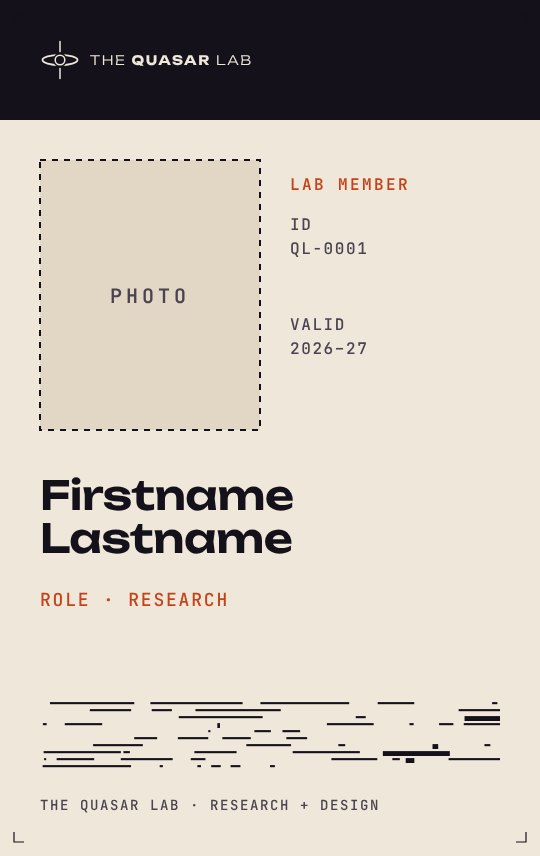 THE QUASAR LAB
LAB MEMBER
ID
QL-0001
PHOTO
VALID
2026–27
Firstname
Lastname
ROLE · RESEARCH
THE QUASAR LAB · RESEARCH + DESIGN